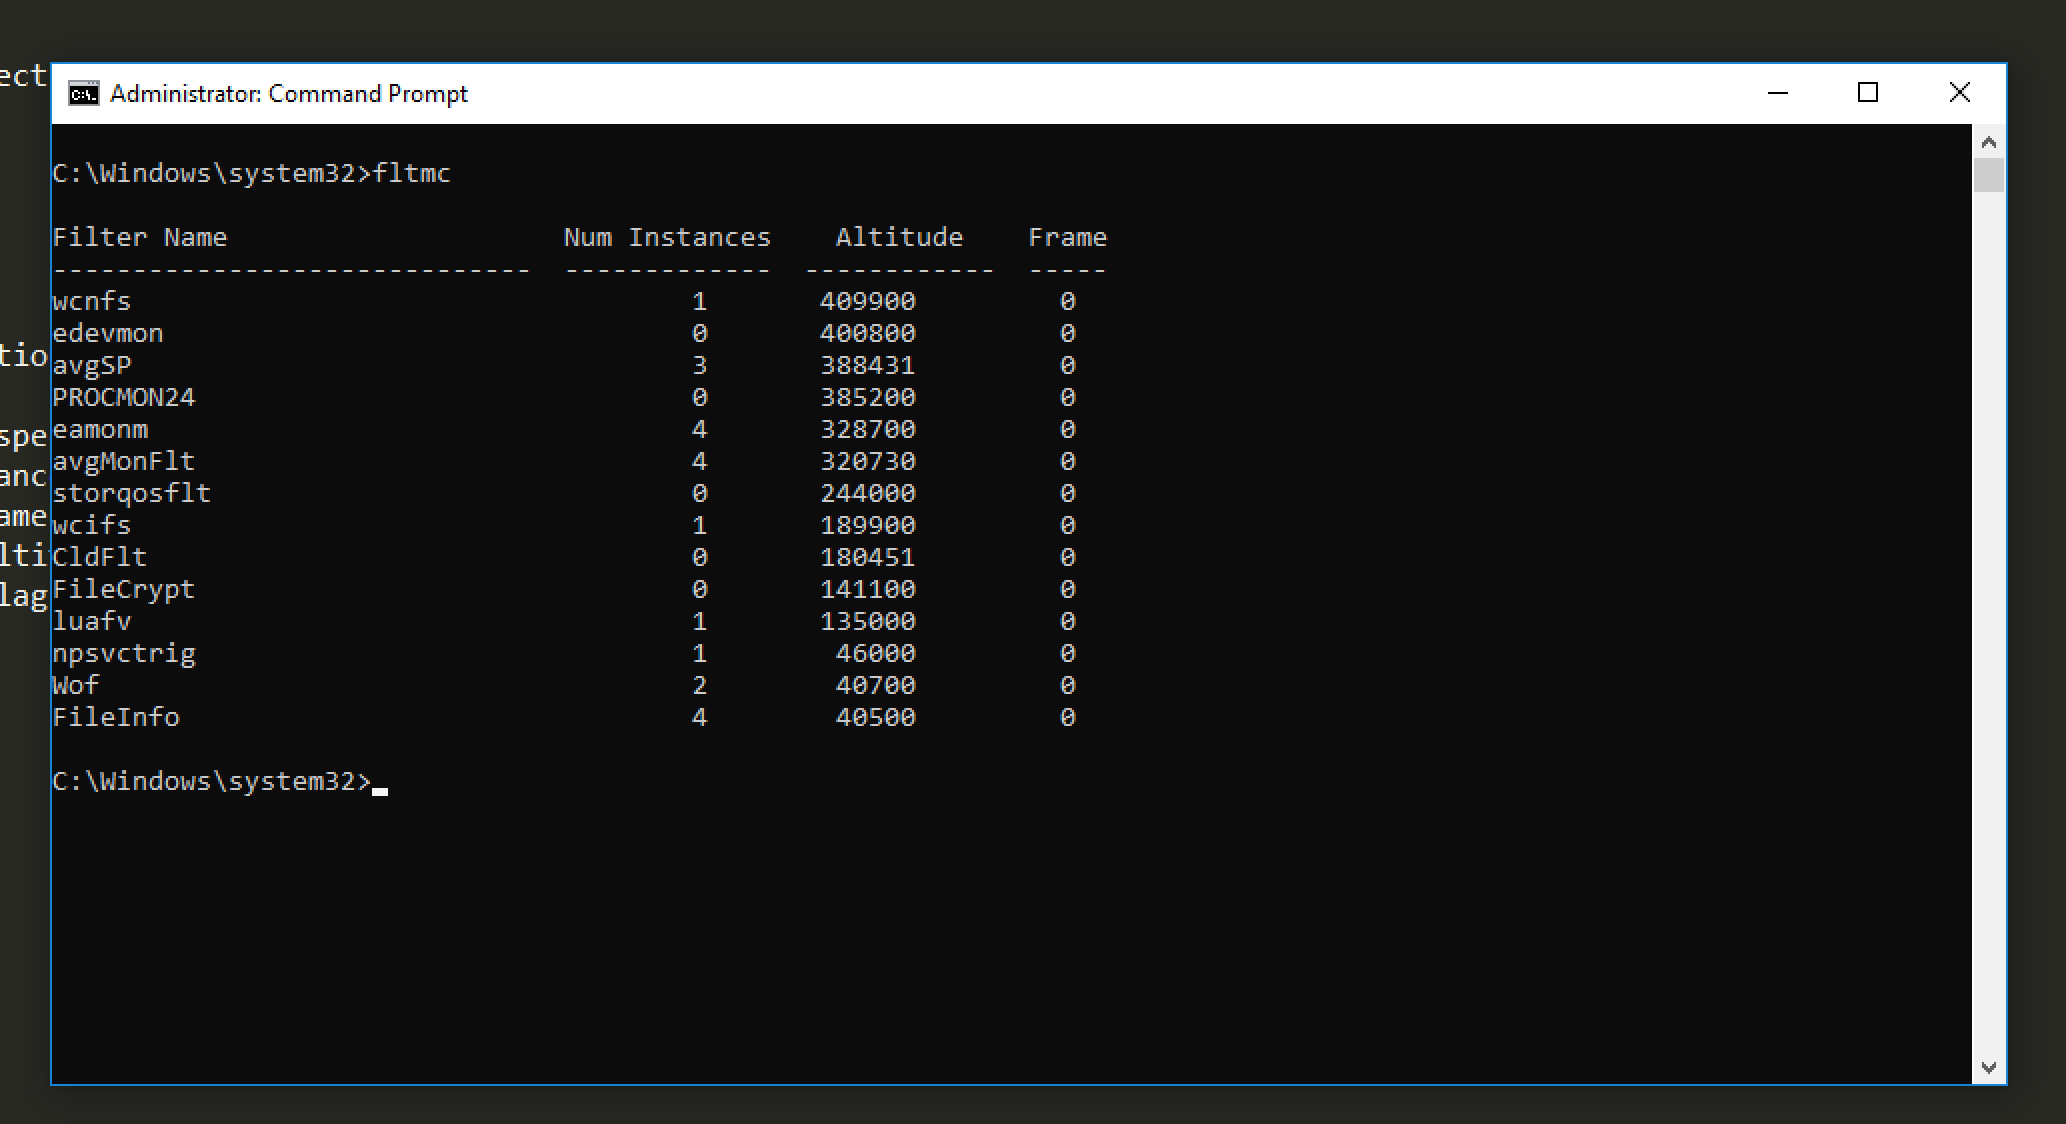 ect
Administrator: Command Prompt
C:\Windows\system32>fltmc
Filter Name                     Num Instances    Altitude    Frame
------------------------------  -------------  ------------  -----
wcnfs                                   1       409900         0
edevmon                                 0       400800         0
tio
avgSP                                   3       388431         0
PROCMON24                               0       385200         0
spe
eamonm                                  4       328700         0
avgMonFlt                               4       320730         0
anc
storqosflt                              0       244000         0
ame
wcifs                                   1       189900         0
lti
CldFlt                                  0       180451         0
FileCrypt                               0       141100         0
lag
luafv                                   1       135000         0
npsvctrig                               1        46000         0
Wof                                     2        40700         0
FileInfo                                4        40500         0
C:\Windows\system32>